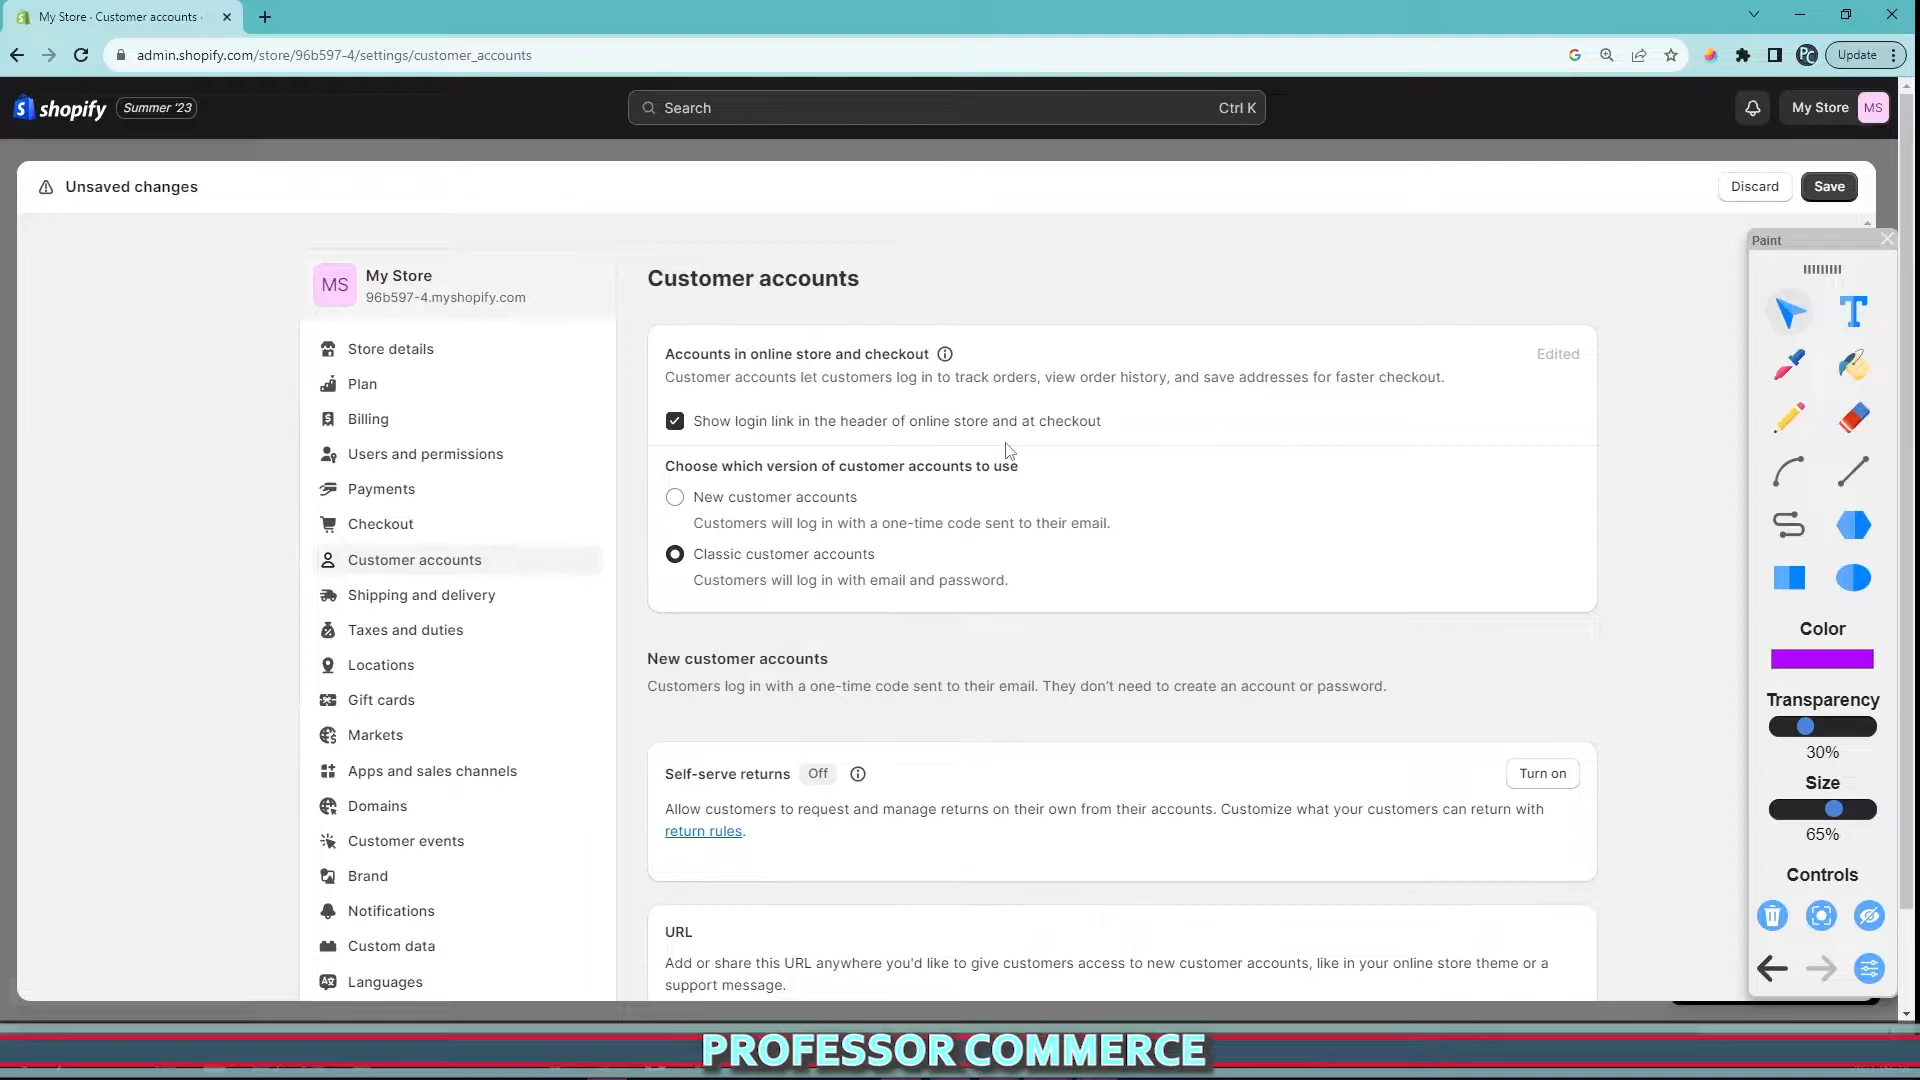 My Store · Customer accounts ·
admin.shopify.com/store/96b597-4/settings/customer_accounts
Update
shopify
Summer '23
Search
Ctrl K
My Store
MS
Unsaved changes
Discard
Save
MS
My Store
96b597-4.myshopify.com
Store details
Plan
Billing
Users and permissions
Payments
Checkout
Customer accounts
Shipping and delivery
Taxes and duties
Locations
Gift cards
Markets
Apps and sales channels
Domains
Customer events
Brand
Notifications
Custom data
Languages
Customer accounts
Accounts in online store and checkout
Edited
Customer accounts let customers log in to track orders, view order history, and save addresses for faster checkout.
Show login link in the header of online store and at checkout
Choose which version of customer accounts to use
New customer accounts
Customers will log in with a one-time code sent to their email.
Classic customer accounts
Customers will log in with email and password.
New customer accounts
Customers log in with a one-time code sent to their email. They don't need to create an account or password.
Self-serve returns
Off
Turn on
Allow customers to request and manage returns on their own from their accounts. Customize what your customers can return with
return rules.
URL
Add or share this URL anywhere you'd like to give customers access to new customer accounts, like in your online store theme or a
support message.
Paint
T
Color
Transparency
30%
Size
65%
Controls
PROFESSOR COMMERCE